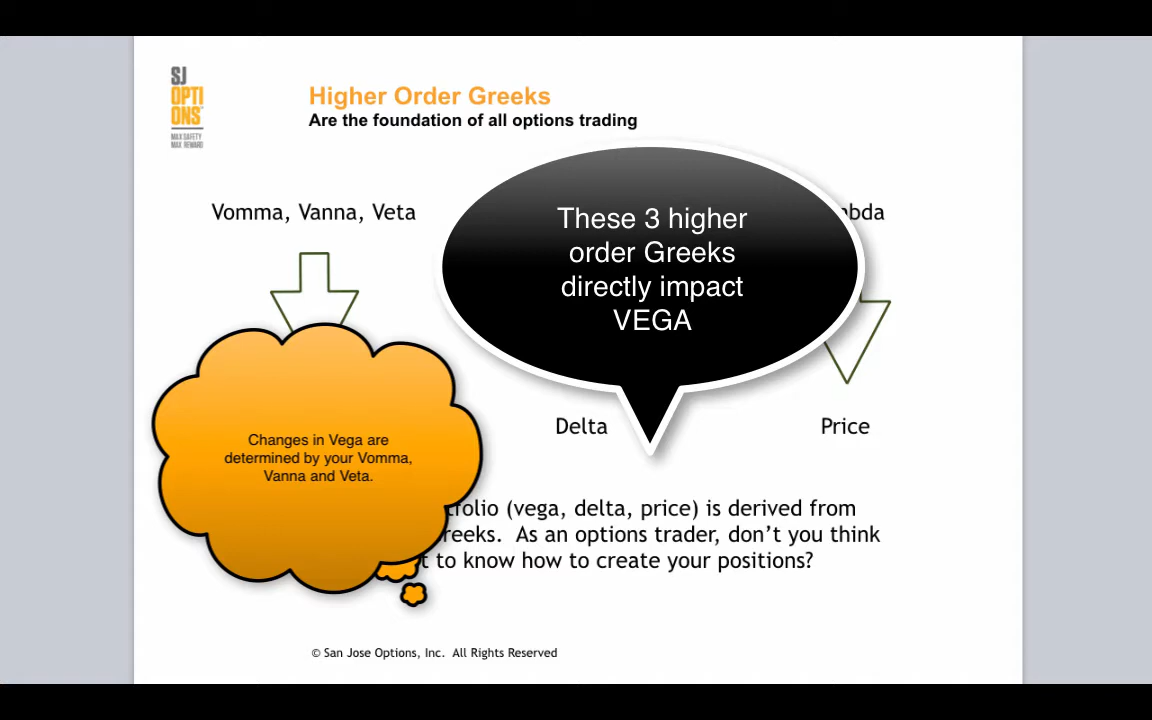 SJ
OPTI
ONS
MAX SAFETY
MAX REWARD
Higher Order Greeks
Are the foundation of all options trading
Vomma, Vanna, Veta
bda
These 3 higher
order Greeks
directly impact
VEGA
Delta
Price
Changes in Vega are
determined by your Vomma,
Vanna and Veta.
tfolio (vega, delta, price) is derived from
reeks. As an options trader, don't you think
t to know how to create your positions?
© San Jose Options, Inc. All Rights Reserved